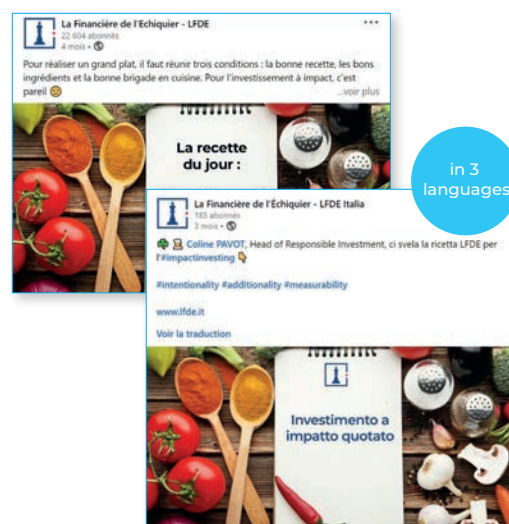 La Financière de l'Echiquier - LFDE
22 604 abonnés
4 mois •
Pour réaliser un grand plat, il faut réunir trois conditions : la bonne recette, les bons
ingrédients et la bonne brigade en cuisine. Pour l'investissement à impact, c'est
pareil
...voir plus
La recette
du jour :
in 3
languages
La Financière de l'Échiquier - LFDE Italia
185 abonnés
3 mois •
Coline PAVOT, Head of Responsible Investment, ci svela la ricetta LFDE per
l'#impactinvesting
#intentionality #additionality #measurability
www.lfde.it
Voir la traduction
Investimento a
impatto quotato